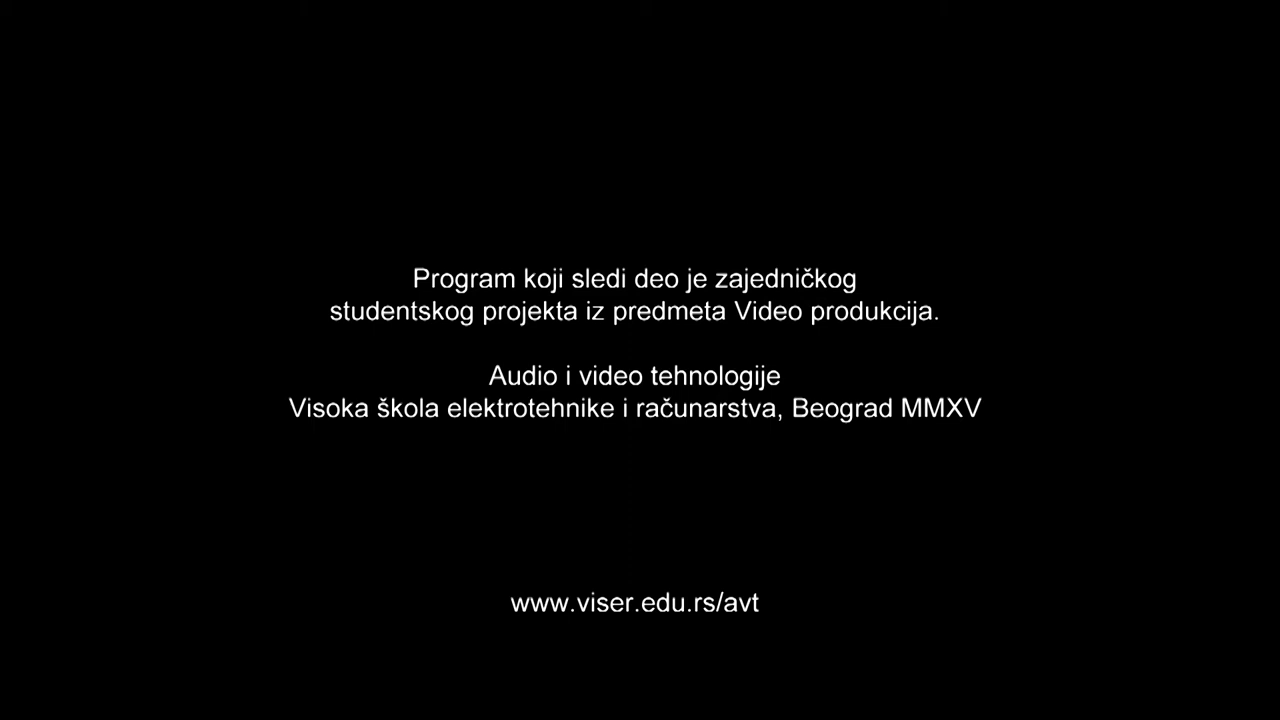 Program koji sledi deo je zajedničkog
studentskog projekta iz predmeta Video produkcija.
Audio i video tehnologije
Visoka škola elektrotehnike i računarstva, Beograd MMXV
www.viser.edu.rs/avt